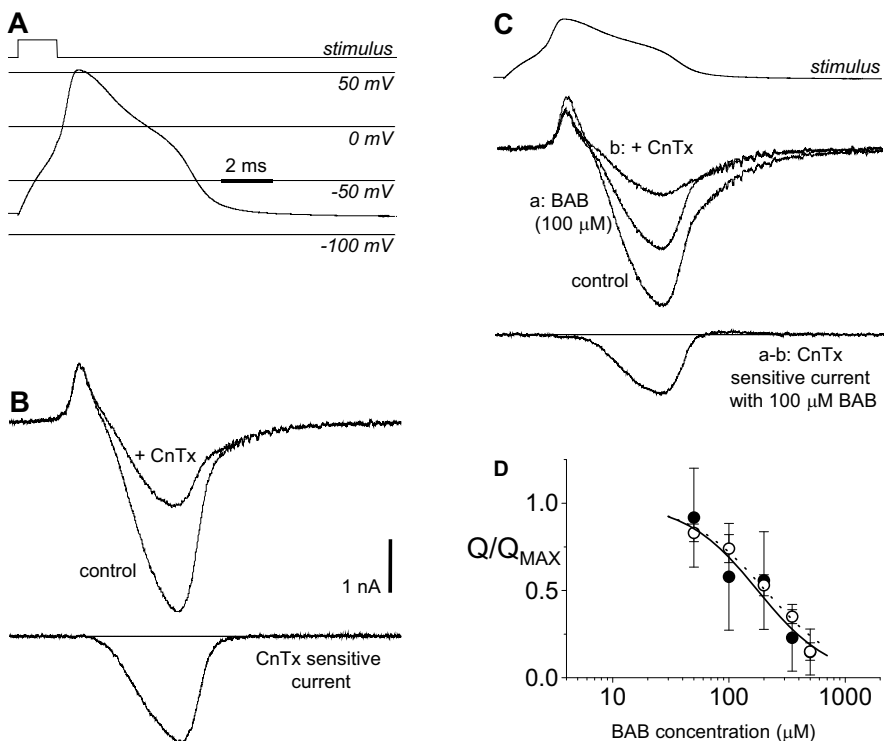 A
stimulus
50 mV
0 mV
2 ms
-50 mV
-100 mV
B
+ CnTx
control
1 nA
CnTx sensitive
current
C
stimulus
b: + CnTx
a: BAB
(100 µM)
control
a-b: CnTx
sensitive current
with 100 µM BAB
D
Q/QMAX
1.0
0.5
0.0
10
100
1000
BAB concentration (µM)